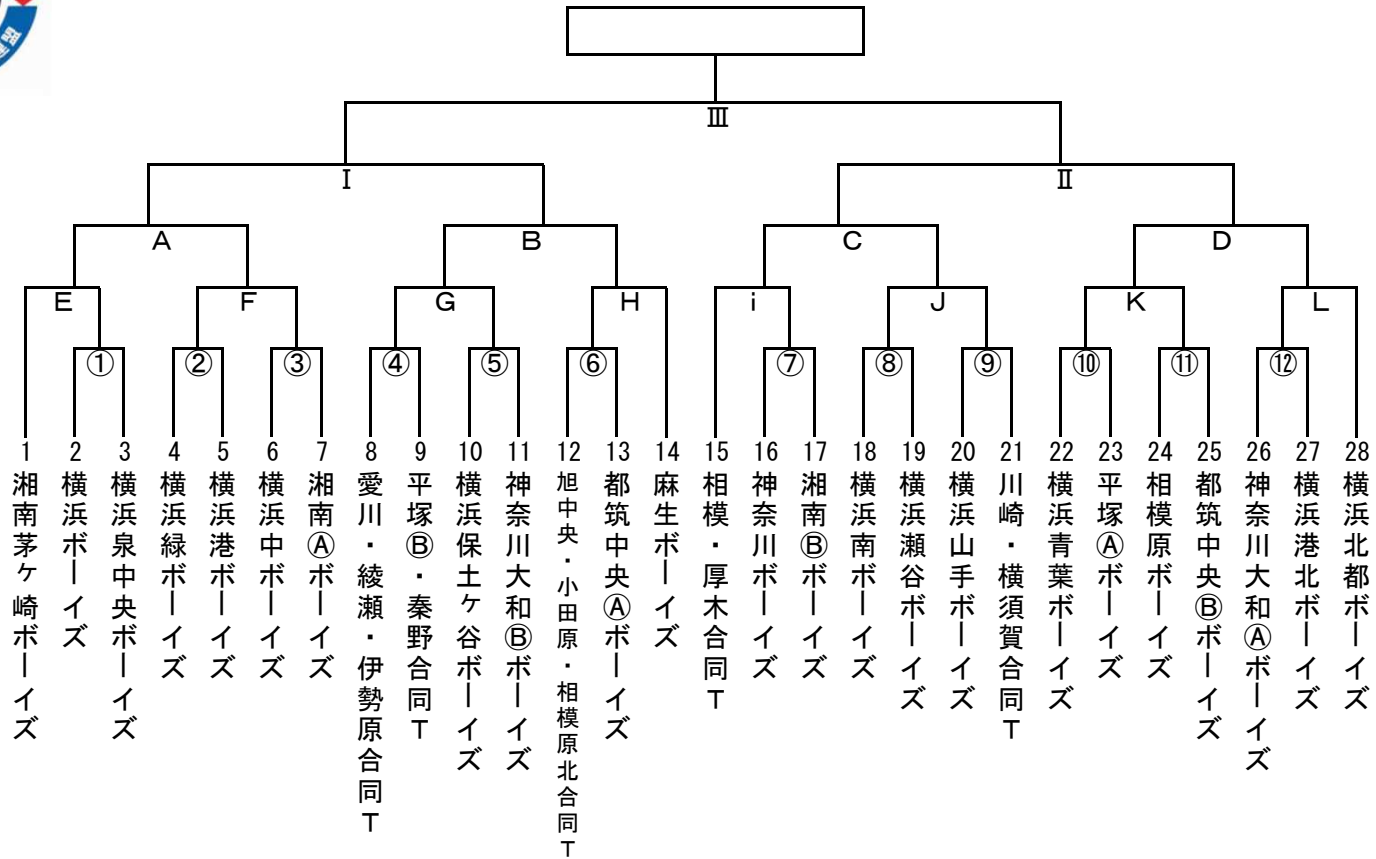 Ⅲ
Ⅰ
Ⅱ
A
B
C
D
E
F
G
H
i
J
K
L
①
②
③
④
⑤
⑥
⑦
⑧
⑨
⑩
⑪
⑫
1 湘南茅ヶ崎ボーイズ
2 横浜ボーイズ
3 横浜泉中央ボーイズ
4 横浜緑ボーイズ
5 横浜港ボーイズ
6 横浜中ボーイズ
7 湘南Ⓐボーイズ
8 愛川・綾瀬・伊勢原合同T
9 平塚Ⓑ・秦野合同T
10 横浜保土ケ谷ボーイズ
11 神奈川大和Ⓑボーイズ
12 旭中央・小田原・相模原北合同T
13 都筑中央Ⓐボーイズ
14 麻生ボーイズ
15 相模・厚木合同T
16 神奈川ボーイズ
17 湘南Ⓑボーイズ
18 横浜南ボーイズ
19 横浜瀬谷ボーイズ
20 横浜山手ボーイズ
21 川崎・横須賀合同T
22 横浜青葉ボーイズ
23 平塚Ⓐボーイズ
24 相模原ボーイズ
25 都筑中央Ⓑボーイズ
26 神奈川大和Ⓐボーイズ
27 横浜港北ボーイズ
28 横浜北都ボーイズ